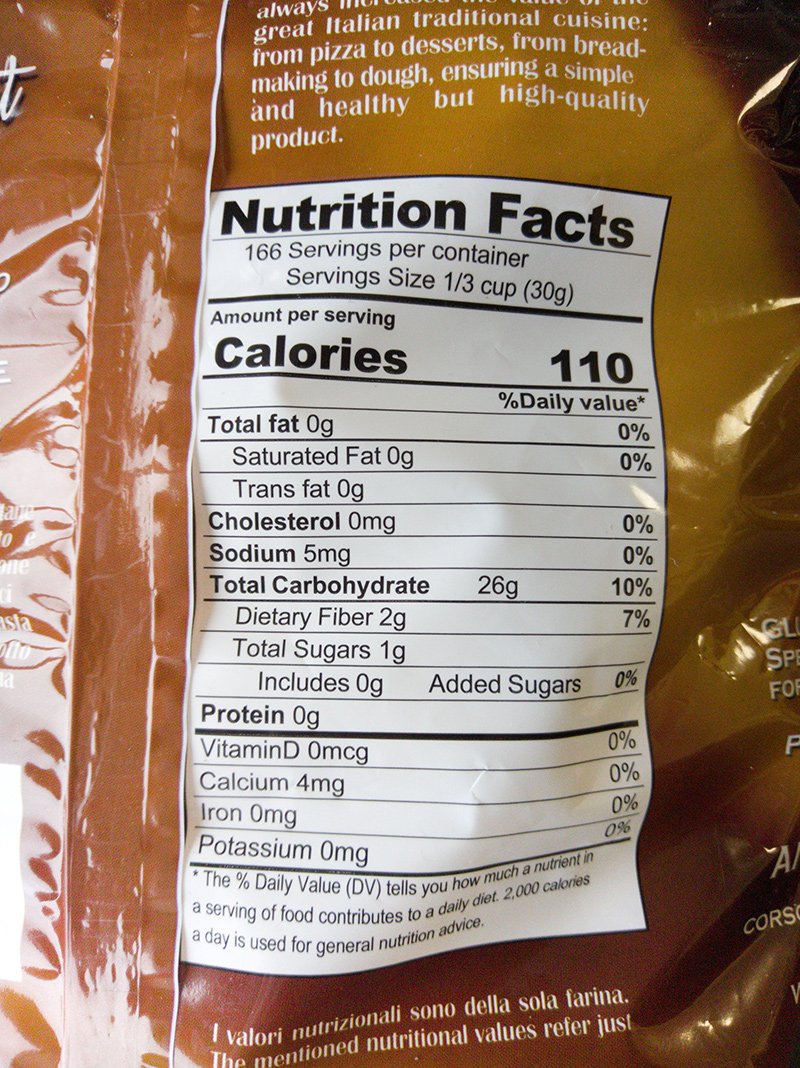 always
great Italian traditional cuisine:
from pizza to desserts, from bread-
making to dough, ensuring a simple
and healthy but high-quality
product.
Nutrition Facts
166 Servings per container
Servings Size 1/3 cup (30g)
Amount per serving
Calories 110
%Daily value*
Total fat 0g 0%
Saturated Fat 0g 0%
Trans fat 0g
Cholesterol 0mg 0%
Sodium 5mg 0%
Total Carbohydrate 26g 10%
Dietary Fiber 2g 7%
Total Sugars 1g
Includes 0g Added Sugars 0%
Protein 0g
VitaminD 0mcg 0%
Calcium 4mg 0%
Iron 0mg 0%
Potassium 0mg 0%
* The % Daily Value (DV) tells you how much a nutrient in
a serving of food contributes to a daily diet. 2,000 calories
a day is used for general nutrition advice.
I valori nutrizionali sono della sola farina.
The mentioned nutritional values refer just